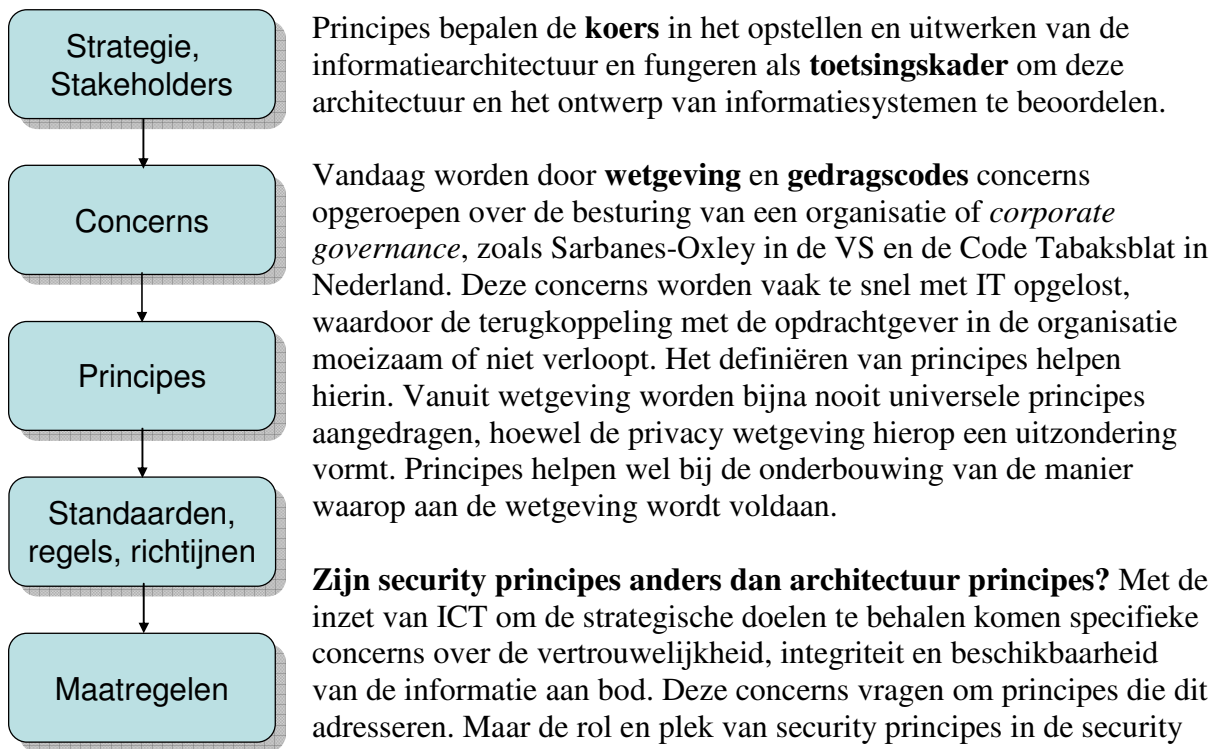 Strategie,
Stakeholders
Concerns
Principes
Standaarden,
regels, richtijnen
Maatregelen
Principes bepalen de koers in het opstellen en uitwerken van de
informatiearchitectuur en fungeren als toetsingskader om deze
architectuur en het ontwerp van informatiesystemen te beoordelen.
Vandaag worden door wetgeving en gedragscodes concerns
opgeroepen over de besturing van een organisatie of corporate
governance, zoals Sarbanes-Oxley in de VS en de Code Tabaksblat in
Nederland. Deze concerns worden vaak te snel met IT opgelost,
waardoor de terugkoppeling met de opdrachtgever in de organisatie
moeizaam of niet verloopt. Het definiëren van principes helpen
hierin. Vanuit wetgeving worden bijna nooit universele principes
aangedragen, hoewel de privacy wetgeving hierop een uitzondering
vormt. Principes helpen wel bij de onderbouwing van de manier
waarop aan de wetgeving wordt voldaan.
Zijn security principes anders dan architectuur principes? Met de
inzet van ICT om de strategische doelen te behalen komen specifieke
concerns over de vertrouwelijkheid, integriteit en beschikbaarheid
van de informatie aan bod. Deze concerns vragen om principes die dit
adresseren. Maar de rol en plek van security principes in de security